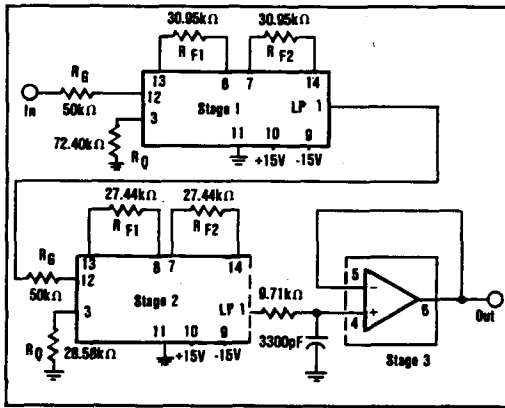 30.95kΩ 30.95kΩ
R F1 R F2
13 8 7 14
R G
50kΩ
In
12
3
Stage 1
LP 1
11 10 9
+15V -15V
72.40kΩ
R Q
27.44kΩ 27.44kΩ
R F1 R F2
13 8 7 14
R G
50kΩ
12
3
Stage 2
LP 1
11 10 9
+15V -15V
R Q
9.71kΩ
3300pF
5
-
4
+
6
Out
Stage 3